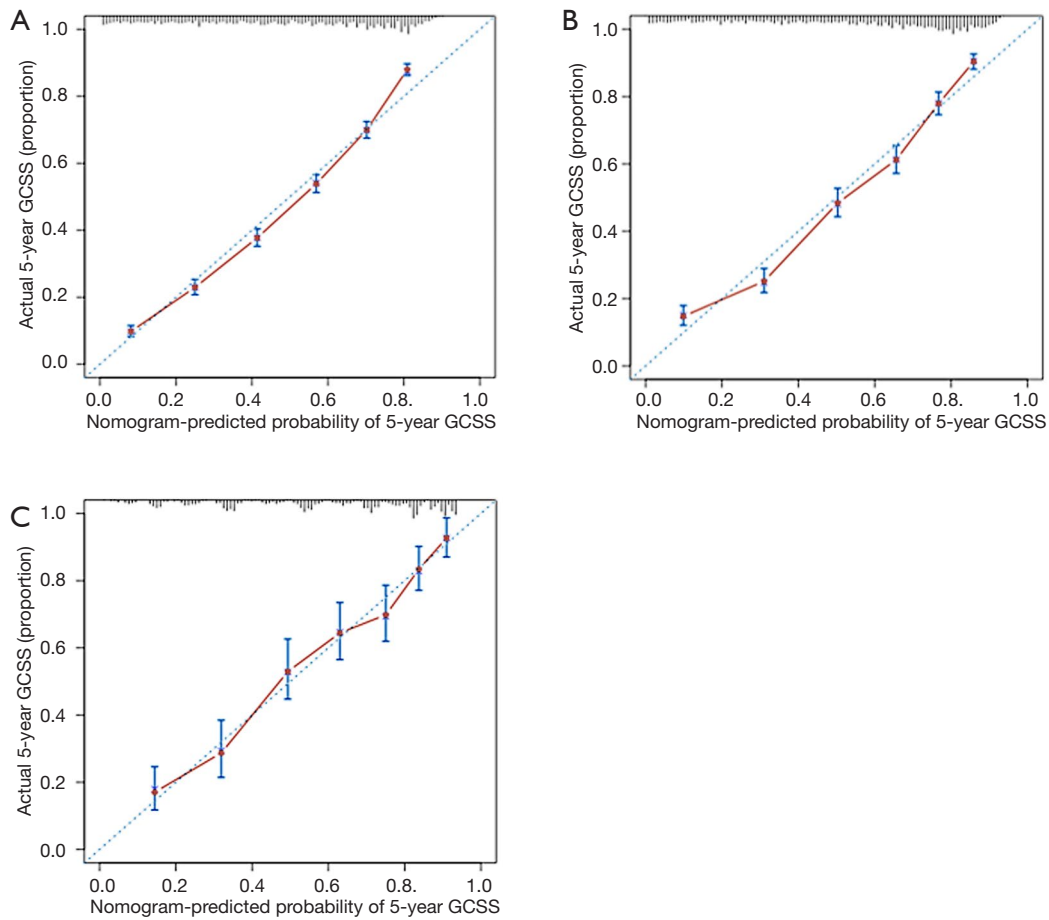 A
Actual 5-year GCSS (proportion)
1.0
0.8
0.6
0.4
0.2
0.0
0.0 0.2 0.4 0.6 0.8 1.0
Nomogram-predicted probability of 5-year GCSS
B
Actual 5-year GCSS (proportion)
1.0
0.8
0.6
0.4
0.2
0.0
0.0 0.2 0.4 0. 0.8. 1.0
Nomogram-predicted probability of 5-year GCSS
C
Actual 5-year GCSS (proportion)
1.0
0.8
0.6
0.4
0.2
0.0
0.0 0.2 0.4 0.6 0.8. 1.0
Nomogram-predicted probability of 5-year GCSS